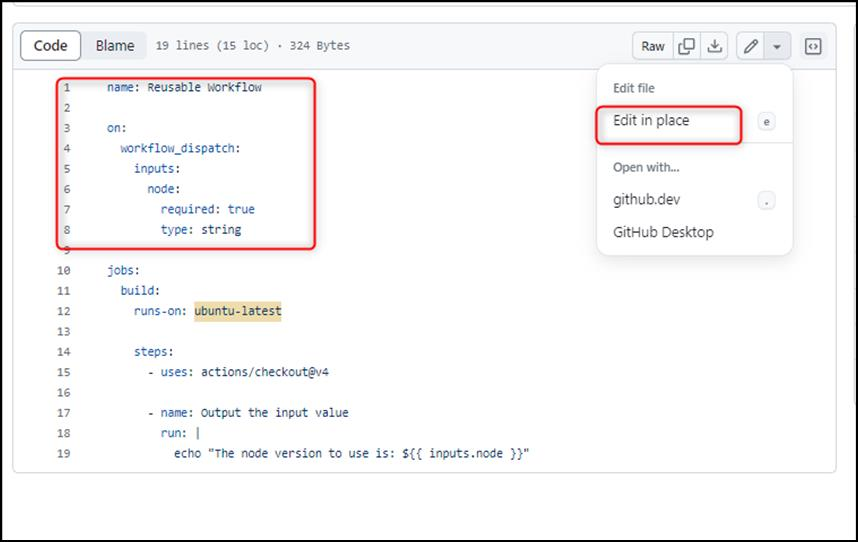 Code Blame 19 lines (15 loc) · 324 Bytes Raw
1 name: Reusable Workflow
2
3 on:
4 workflow_dispatch:
5 inputs:
6 node:
7 required: true
8 type: string
9
10 jobs:
11 build:
12 runs-on: ubuntu-latest
13
14 steps:
15 - uses: actions/checkout@v4
16
17 - name: Output the input value
18 run: |
19 echo "The node version to use is: ${{ inputs.node }}"
Edit file
Edit in place e
Open with...
github.dev .
GitHub Desktop